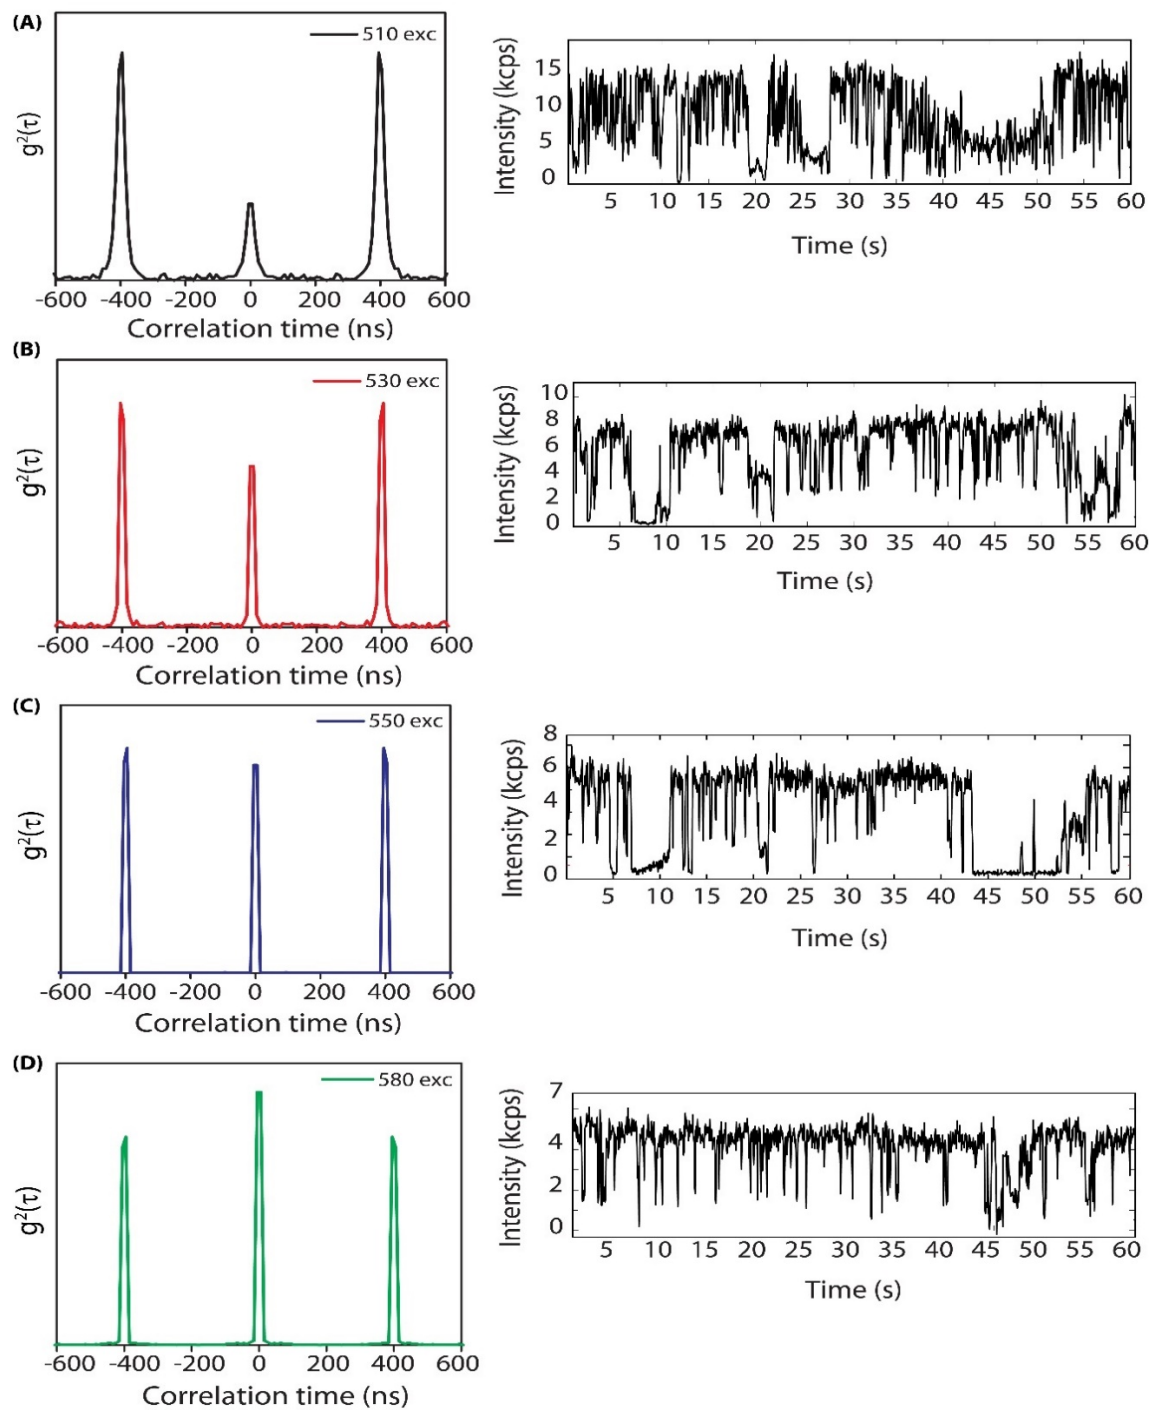 (A)
510 exc
g²(τ)
-600 -400 -200 0 200 400 600
Correlation time (ns)
Intensity (kcps)
15
10
5
0
5 10 15 20 25 30 35 40 45 50 55 60
Time (s)
(B)
530 exc
g²(τ)
-600 -400 -200 0 200 400 600
Correlation time (ns)
Intensity (kcps)
10
8
6
4
2
0
5 10 15 20 25 30 35 40 45 50 55 60
Time (s)
(C)
550 exc
g²(τ)
-600 -400 -200 0 200 400 600
Correlation time (ns)
Intensity (kcps)
8
6
4
2
0
5 10 15 20 25 30 35 40 45 50 55 60
Time (s)
(D)
580 exc
g²(τ)
-600 -400 -200 0 200 400 600
Correlation time (ns)
Intensity (kcps)
7
4
2
0
5 10 15 20 25 30 35 40 45 50 55 60
Time (s)